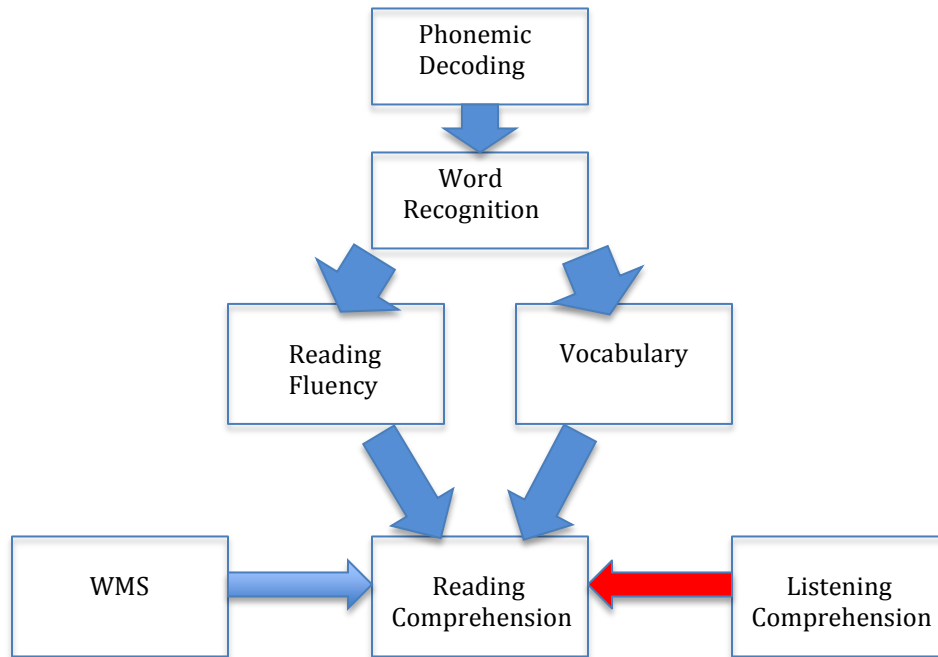 Phonemic
Decoding
Word
Recognition
Reading
Fluency
Vocabulary
WMS
Reading
Comprehension
Listening
Comprehension